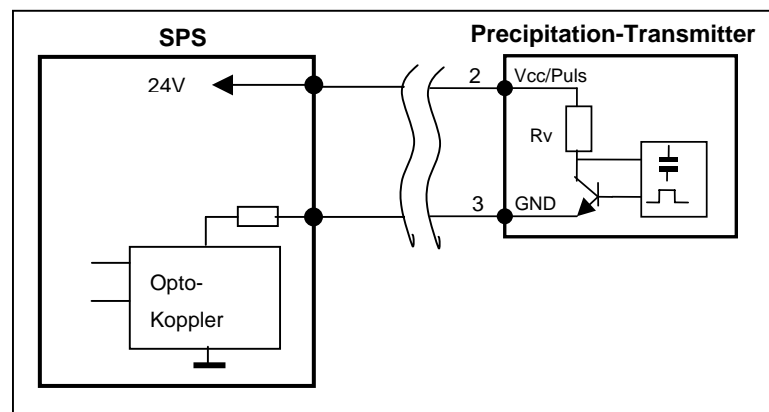 SPS
Precipitation-Transmitter
24V
2
Vcc/Puls
Rv
3
GND
Opto-
Koppler